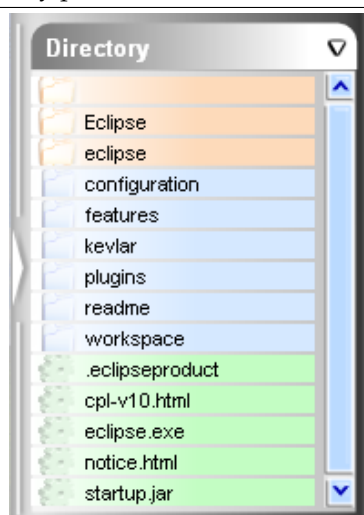 Directory
Eclipse
eclipse
configuration
features
kevlar
plugins
readme
workspace
.eclipseproduct
cpl-v10.html
eclipse.exe
notice.html
startup.jar